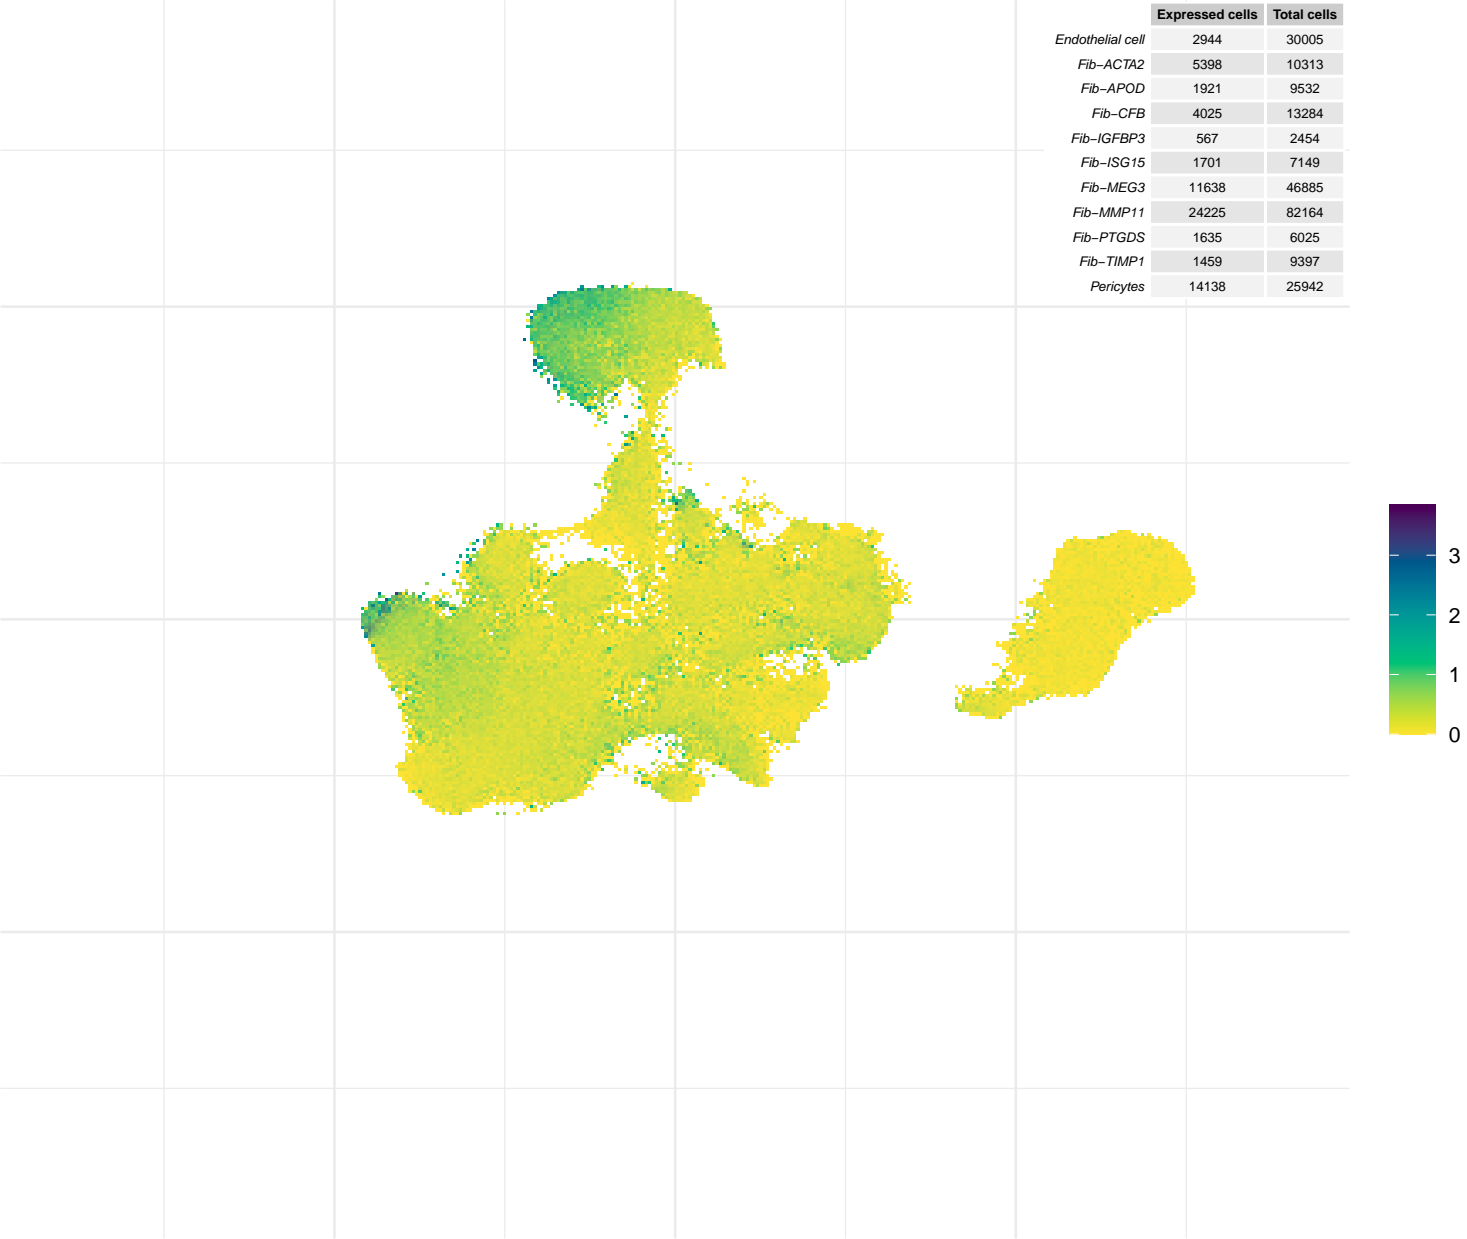 Expressed cells Total cells
Endothelial cell 2944 30005
Fib−ACTA2 5398 10313
Fib−APOD 1921 9532
Fib−CFB 4025 13284
Fib−IGFBP3 567 2454
Fib−ISG15 1701 7149
Fib−MEG3 11638 46885
Fib−MMP11 24225 82164
Fib−PTGDS 1635 6025
Fib−TIMP1 1459 9397
Pericytes 14138 25942
3
2
1
0